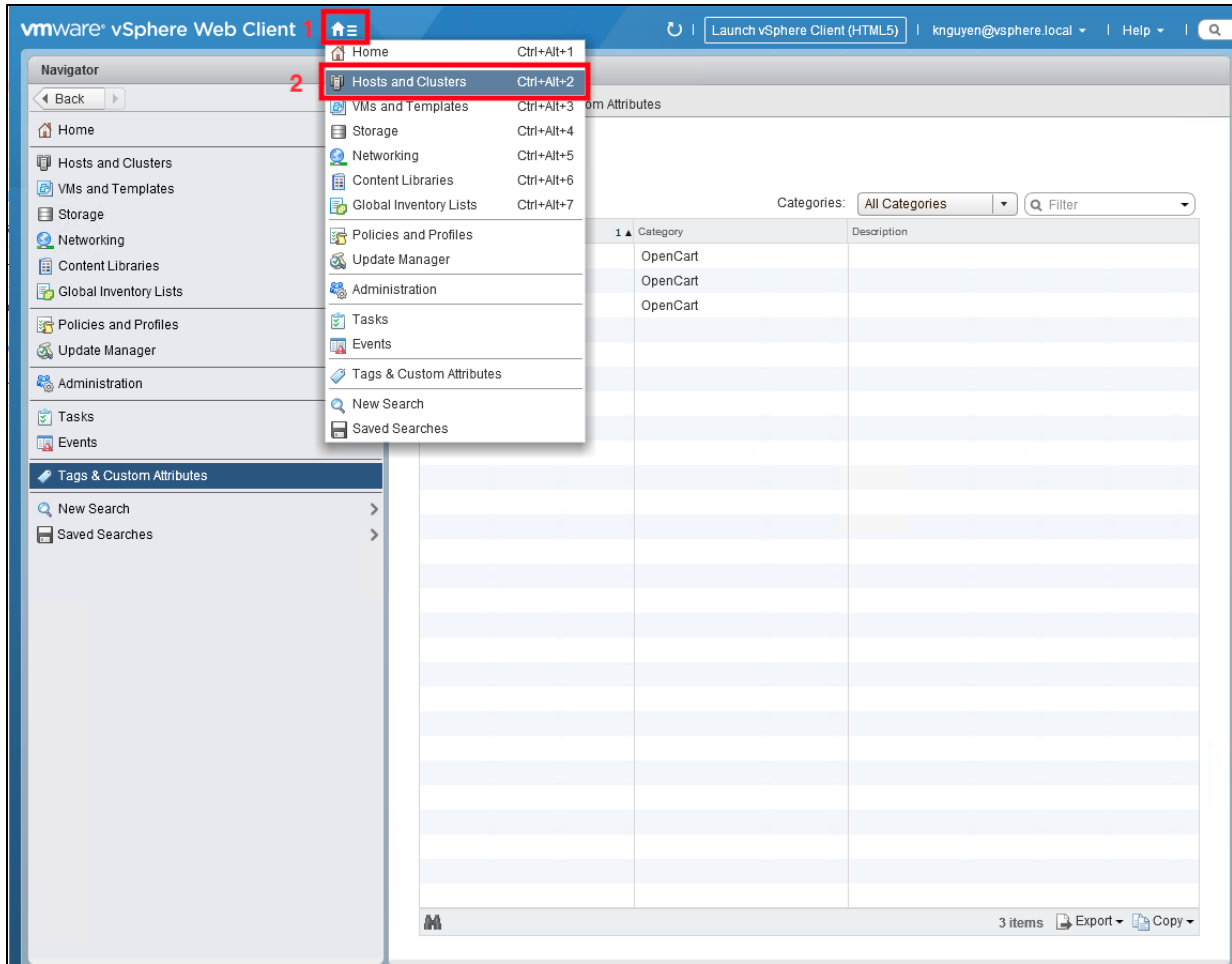 vmware® vSphere Web Client 1
Launch vSphere Client (HTML5) knguyen@vsphere.local Help
Navigator
Back
Home
Hosts and Clusters
VMs and Templates
Storage
Networking
Content Libraries
Global Inventory Lists
Policies and Profiles
Update Manager
Administration
Tasks
Events
Tags & Custom Attributes
New Search
Saved Searches
Home Ctrl+Alt+1
2 Hosts and Clusters Ctrl+Alt+2
VMs and Templates Ctrl+Alt+3
Storage Ctrl+Alt+4
Networking Ctrl+Alt+5
Content Libraries Ctrl+Alt+6
Global Inventory Lists Ctrl+Alt+7
Policies and Profiles
Update Manager
Administration
Tasks
Events
Tags & Custom Attributes
New Search
Saved Searches
om Attributes
Categories: All Categories Filter
1 Category Description
OpenCart
OpenCart
OpenCart
3 items Export Copy